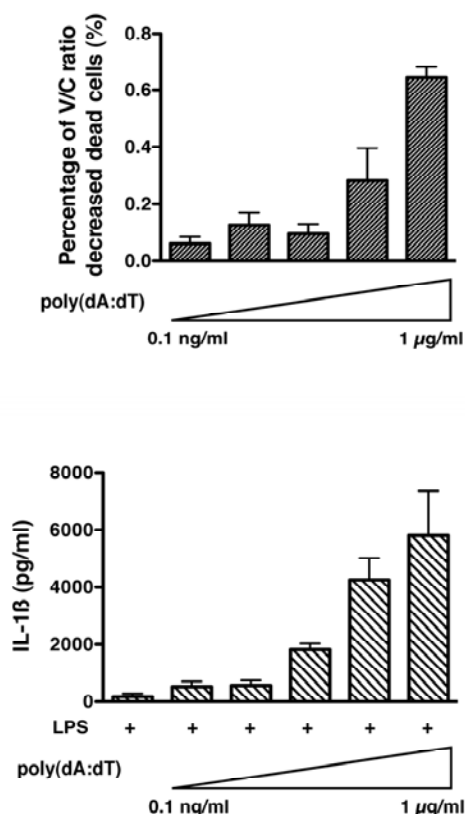 Percentage of V/C ratio
decreased dead cells (%)
0.8
0.6
0.4
0.2
0.0
poly(dA:dT)
0.1 ng/ml
1 µg/ml
IL-1ß (pg/ml)
8000
6000
4000
2000
0
LPS + + + + + +
poly(dA:dT)
0.1 ng/ml
1 µg/ml